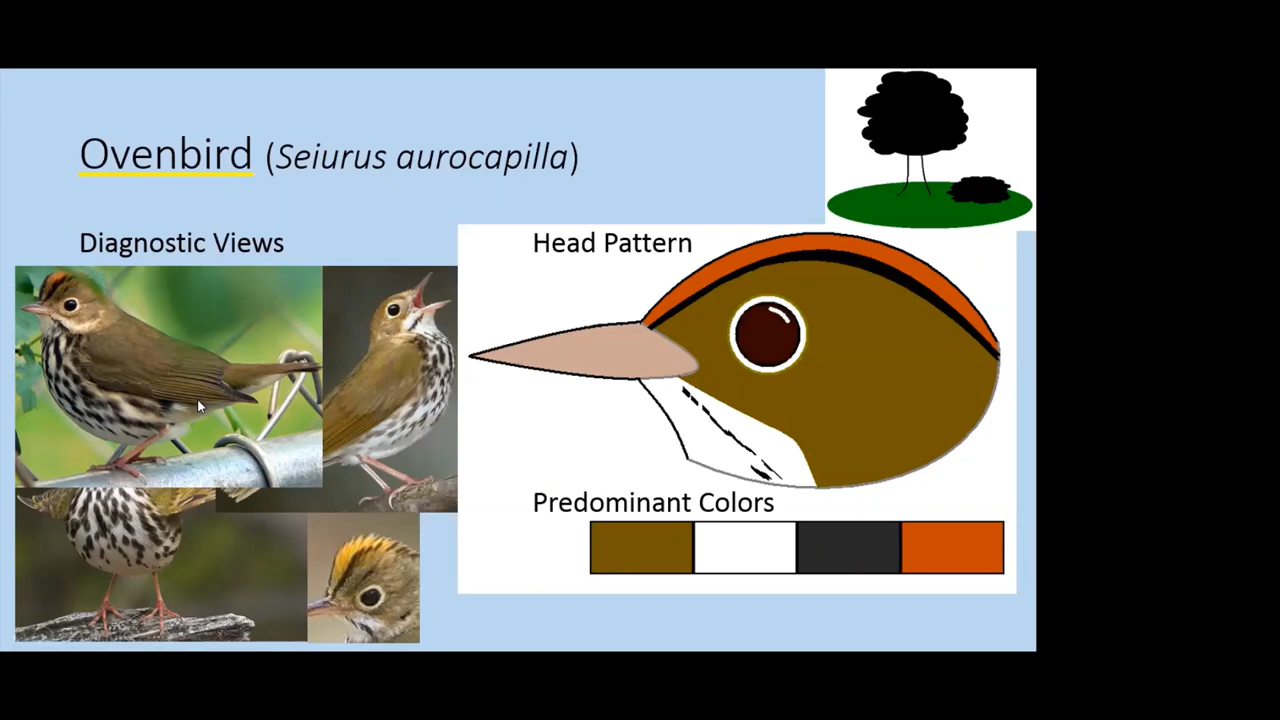 Ovenbird (Seiurus aurocapilla)
Diagnostic Views
Head Pattern
Predominant Colors